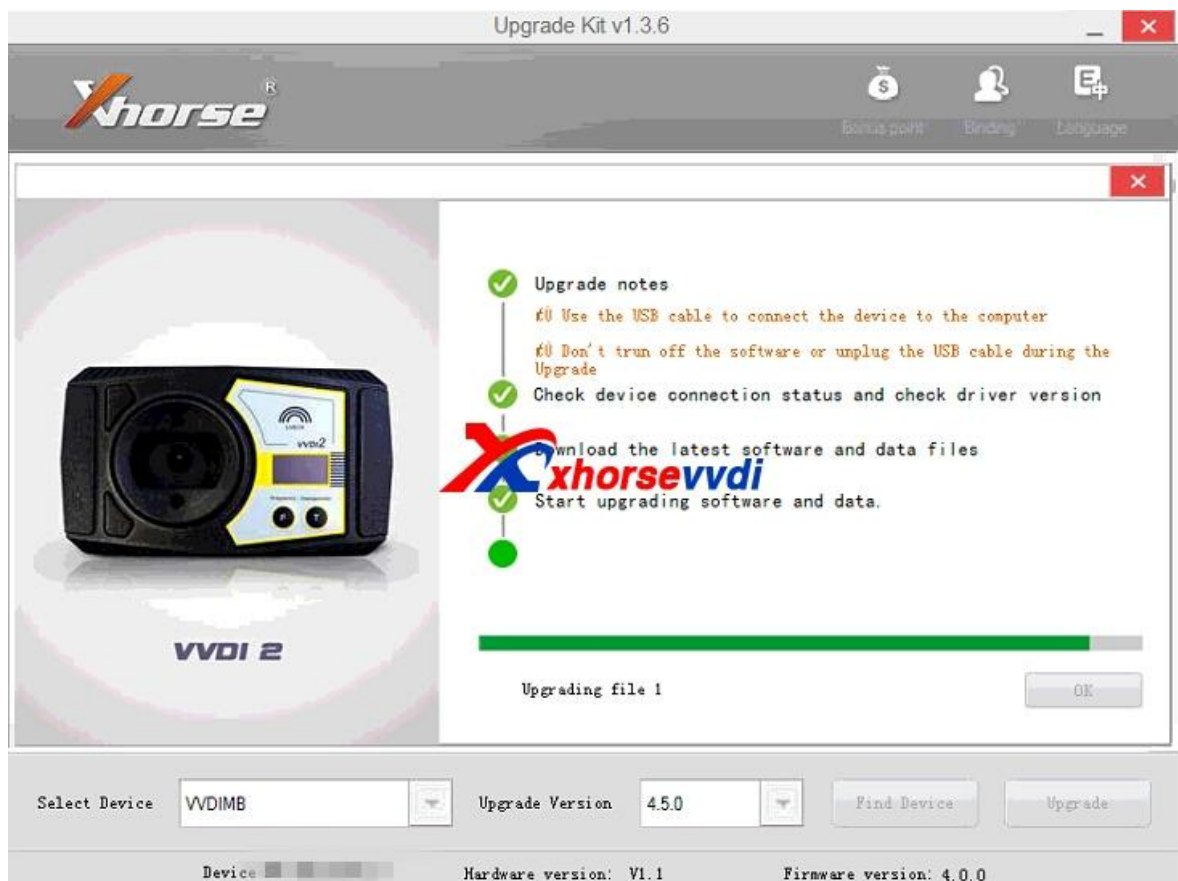 Upgrade Kit v1.3.6
Xhorse®
Bonus point
Binding
Language
Upgrade notes
Use the USB cable to connect the device to the computer
Don't trun off the software or unplug the USB cable during the
Upgrade
Check device connection status and check driver version
Download the latest software and data files
xhorsevvdi
Start upgrading software and data.
VVDI2
P
T
VVDI 2
Upgrading file 1
OK
Select Device
VVDIMB
Upgrade Version
4.5.0
Find Device
Upgrade
Device
Hardware version: V1.1
Firmware version: 4.0.0